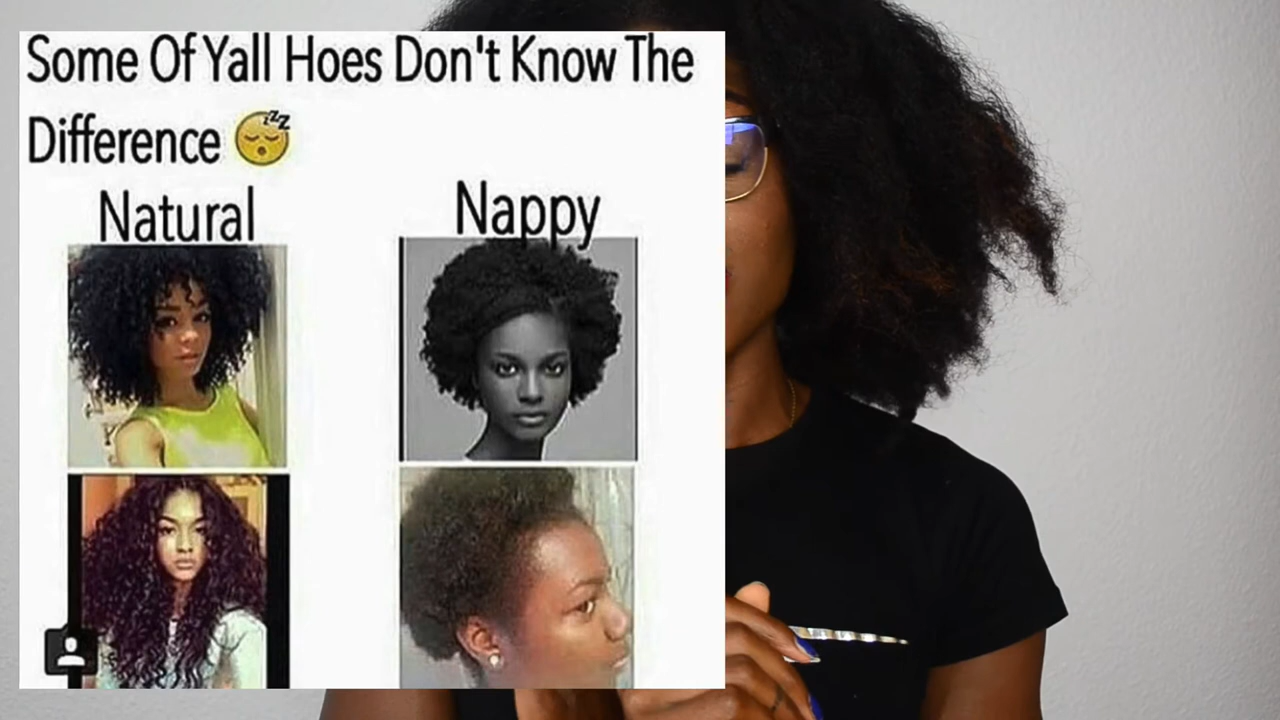 Some Of Yall Hoes Don't Know The
Difference 😴
Natural Nappy